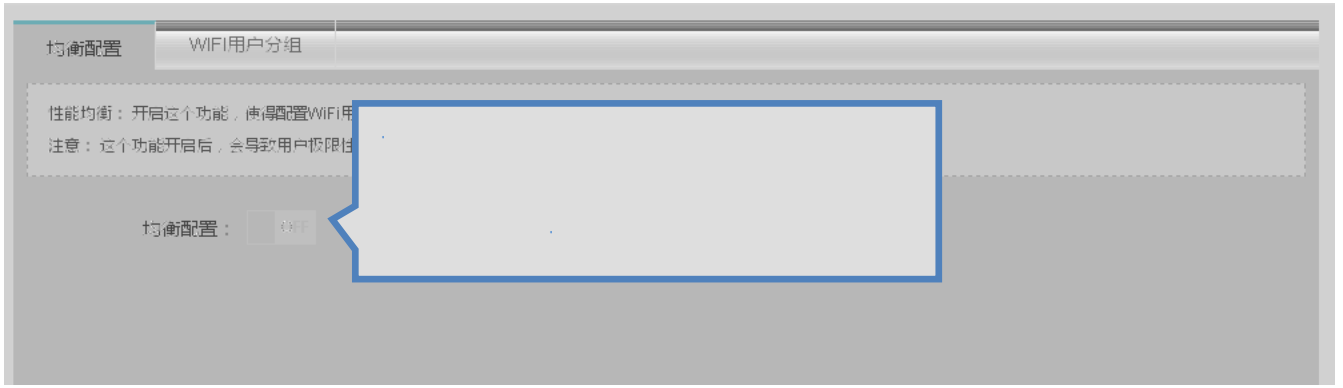 均衡配置
WIFI用户分组
性能均衡：开启这个功能，使得配置WiFi用
注意：这个功能开启后，会导致用户极限性
均衡配置：
OFF